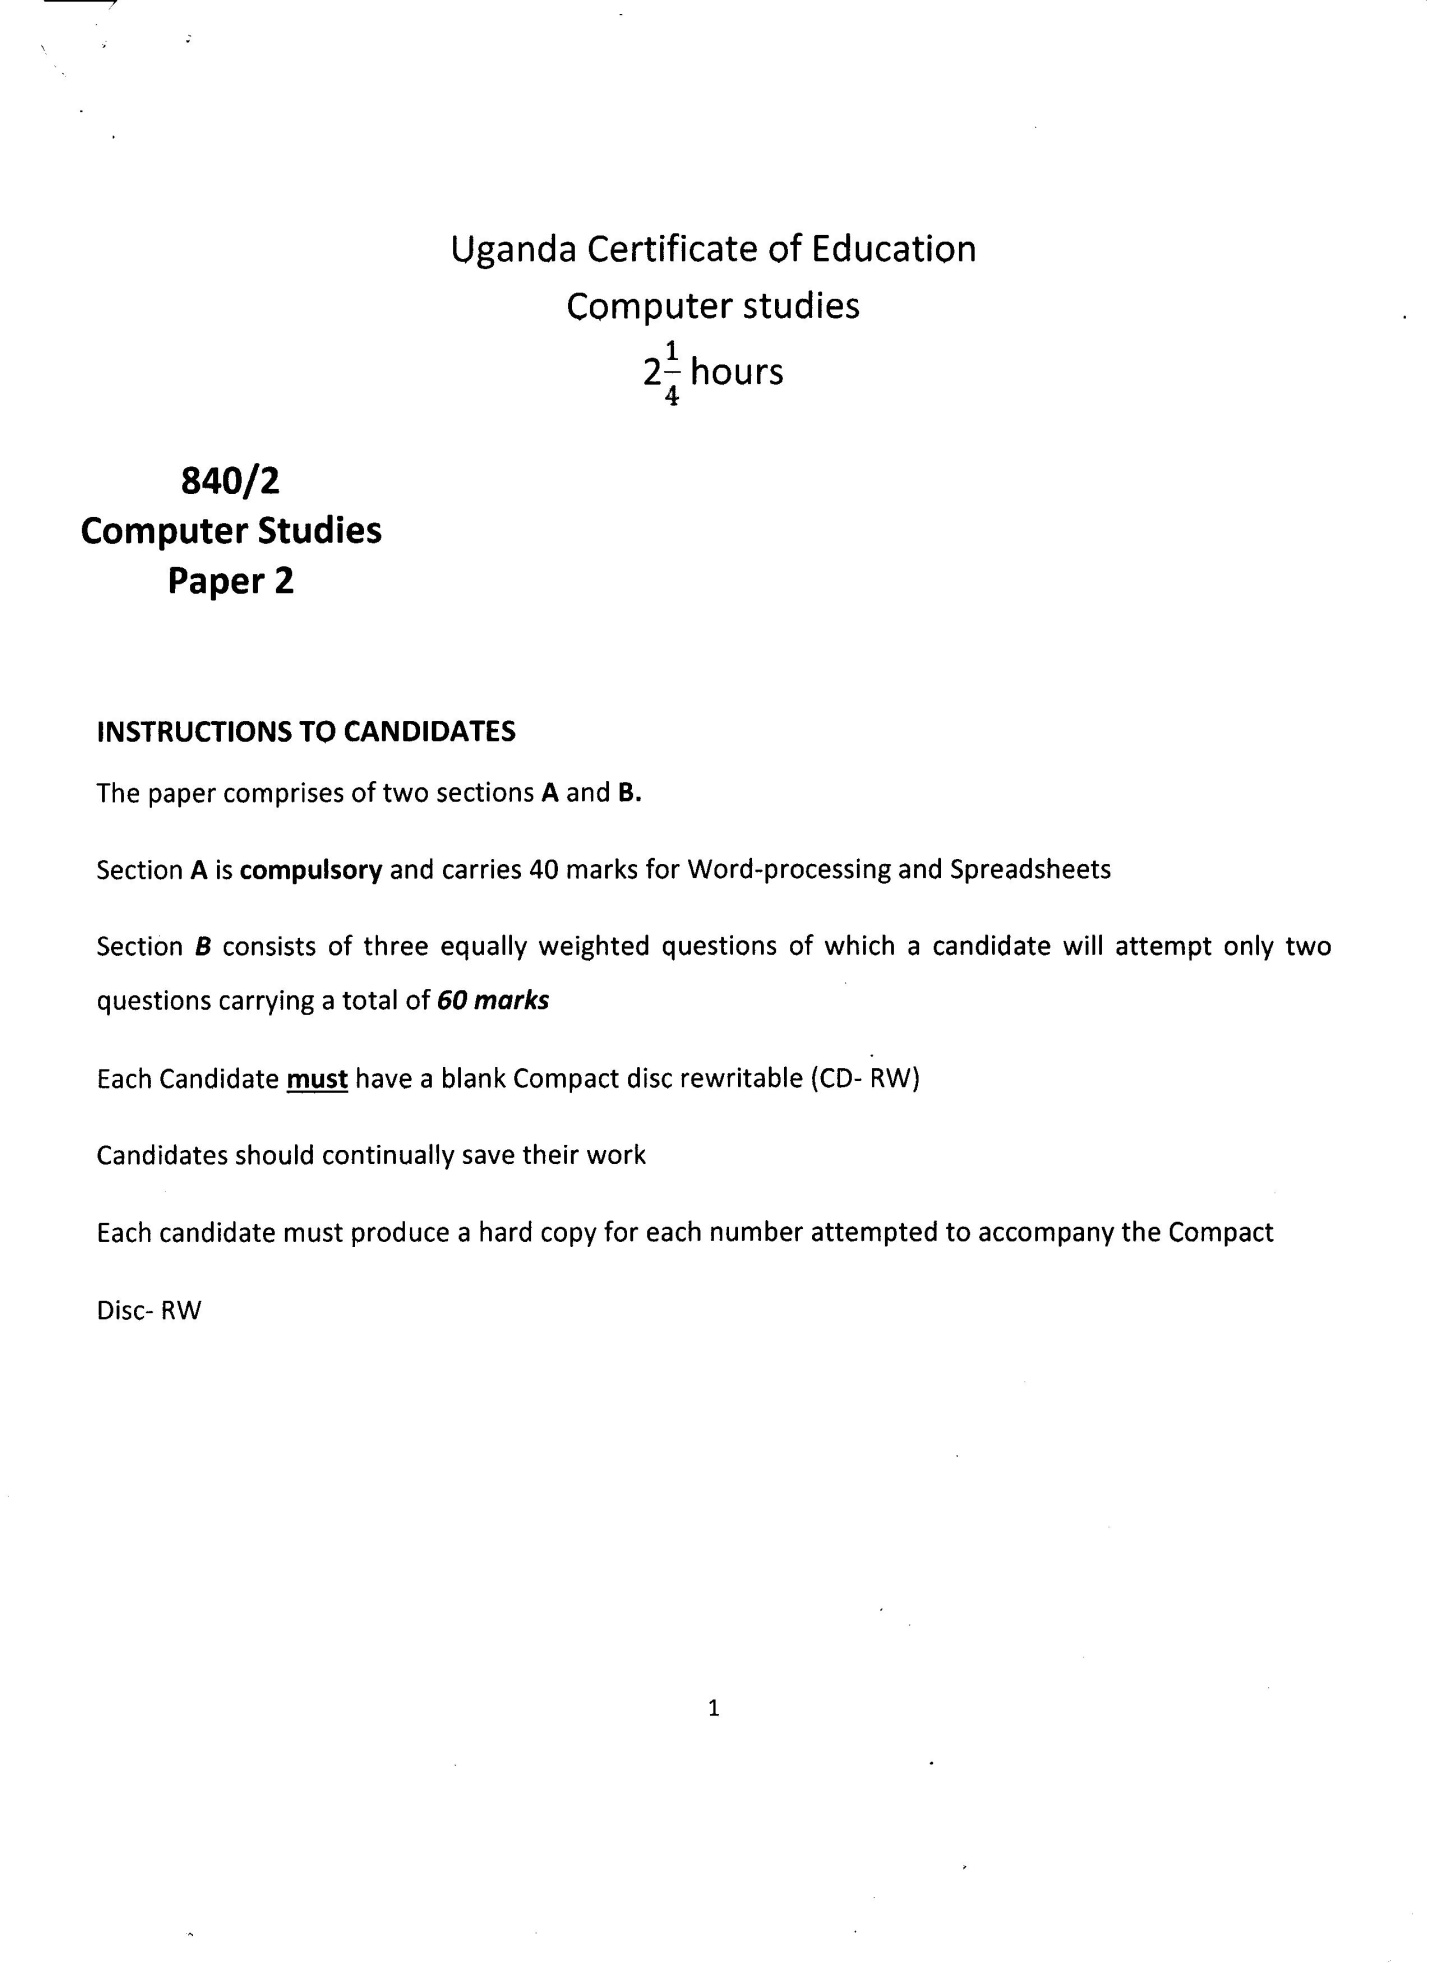 Uganda Certificate of Education
Computer studies
2 1/4 hours
840/2
Computer Studies
Paper 2
INSTRUCTIONS TO CANDIDATES
The paper comprises of two sections A and B.
Section A is compulsory and carries 40 marks for Word-processing and Spreadsheets
Section B consists of three equally weighted questions of which a candidate will attempt only two
questions carrying a total of 60 marks
Each Candidate must have a blank Compact disc rewritable (CD- RW)
Candidates should continually save their work
Each candidate must produce a hard copy for each number attempted to accompany the Compact
Disc- RW
1